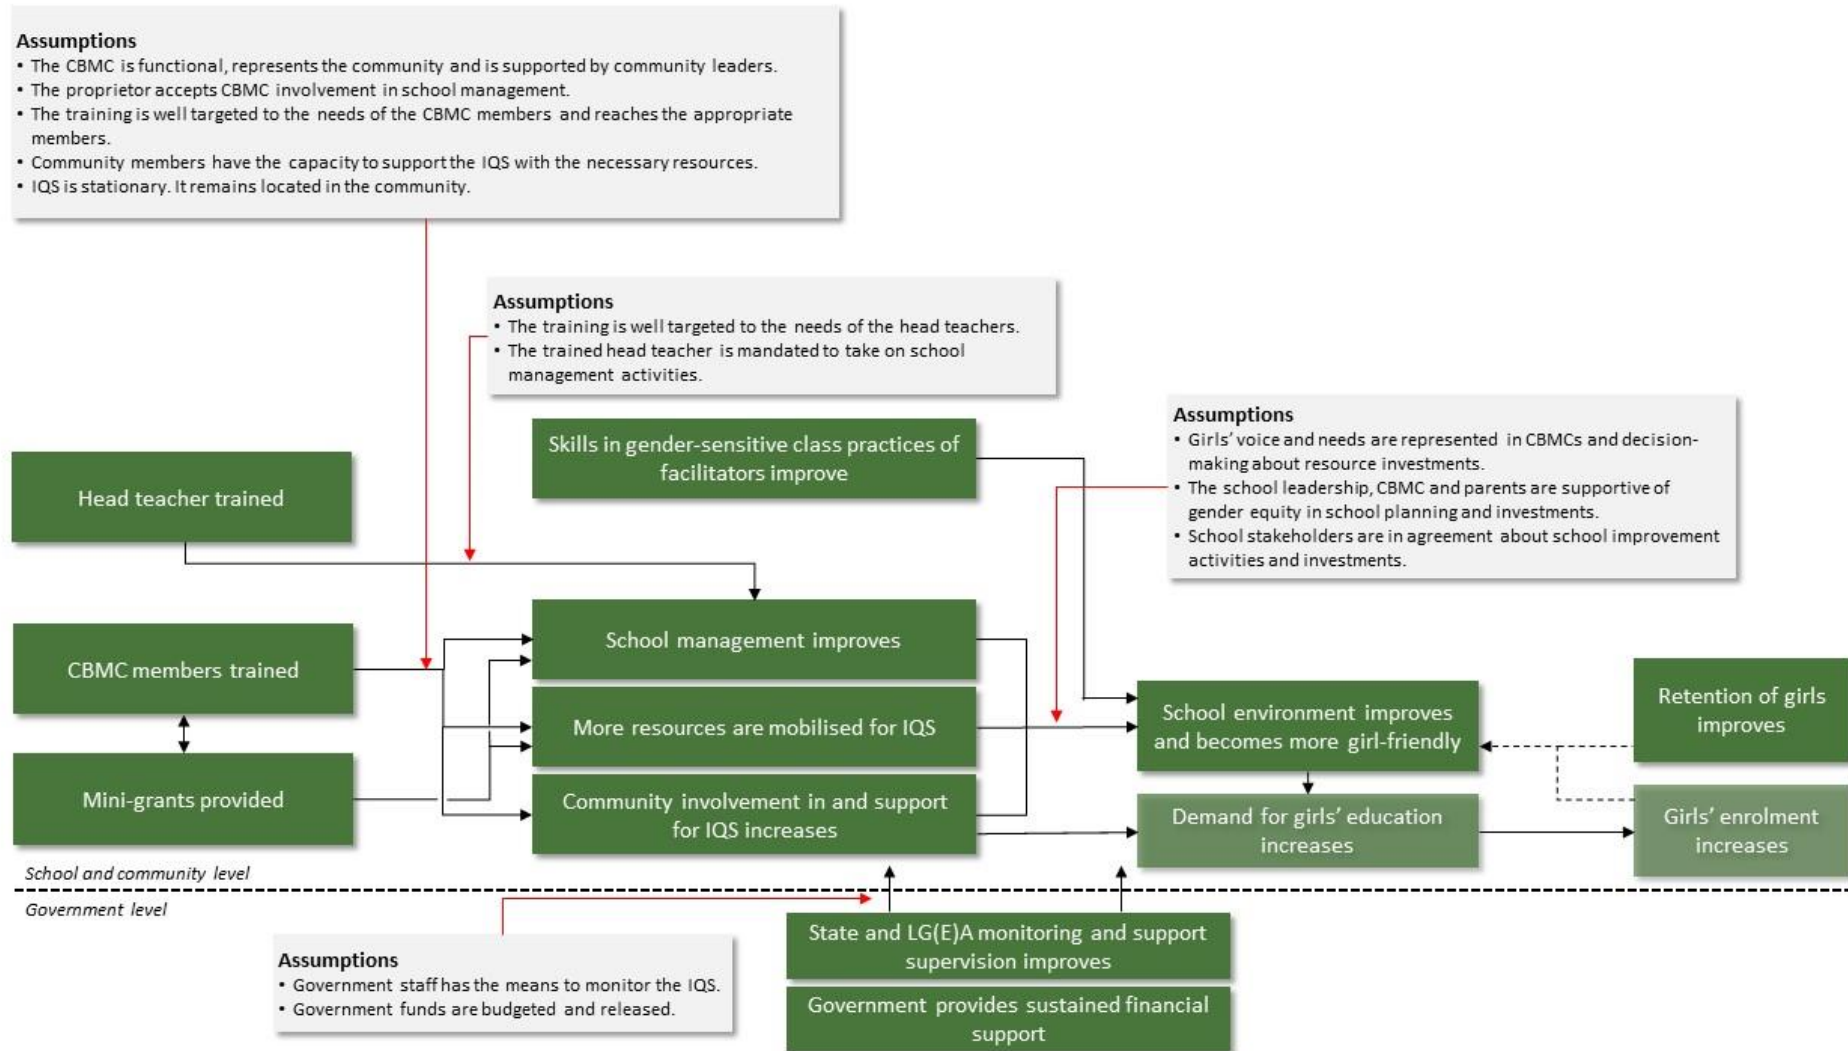 Assumptions
• The CBMC is functional, represents the community and is supported by community leaders.
• The proprietor accepts CBMC involvement in school management.
• The training is well targeted to the needs of the CBMC members and reaches the appropriate
members.
• Community members have the capacity to support the IQS with the necessary resources.
• IQS is stationary. It remains located in the community.
Assumptions
• The training is well targeted to the needs of the head teachers.
• The trained head teacher is mandated to take on school
management activities.
Assumptions
• Girls' voice and needs are represented in CBMCs and decision-
making about resource investments.
• The school leadership, CBMC and parents are supportive of
gender equity in school planning and investments.
• School stakeholders are in agreement about school improvement
activities and investments.
Skills in gender-sensitive class practices of
facilitators improve
Head teacher trained
School management improves
CBMC members trained
More resources are mobilised for IQS
School environment improves
and becomes more girl-friendly
Retention of girls
improves
Mini-grants provided
Community involvement in and support
for IQS increases
Demand for girls' education
increases
Girls' enrolment
increases
School and community level
Government level
State and LG(E)A monitoring and support
supervision improves
Assumptions
• Government staff has the means to monitor the IQS.
• Government funds are budgeted and released.
Government provides sustained financial
support